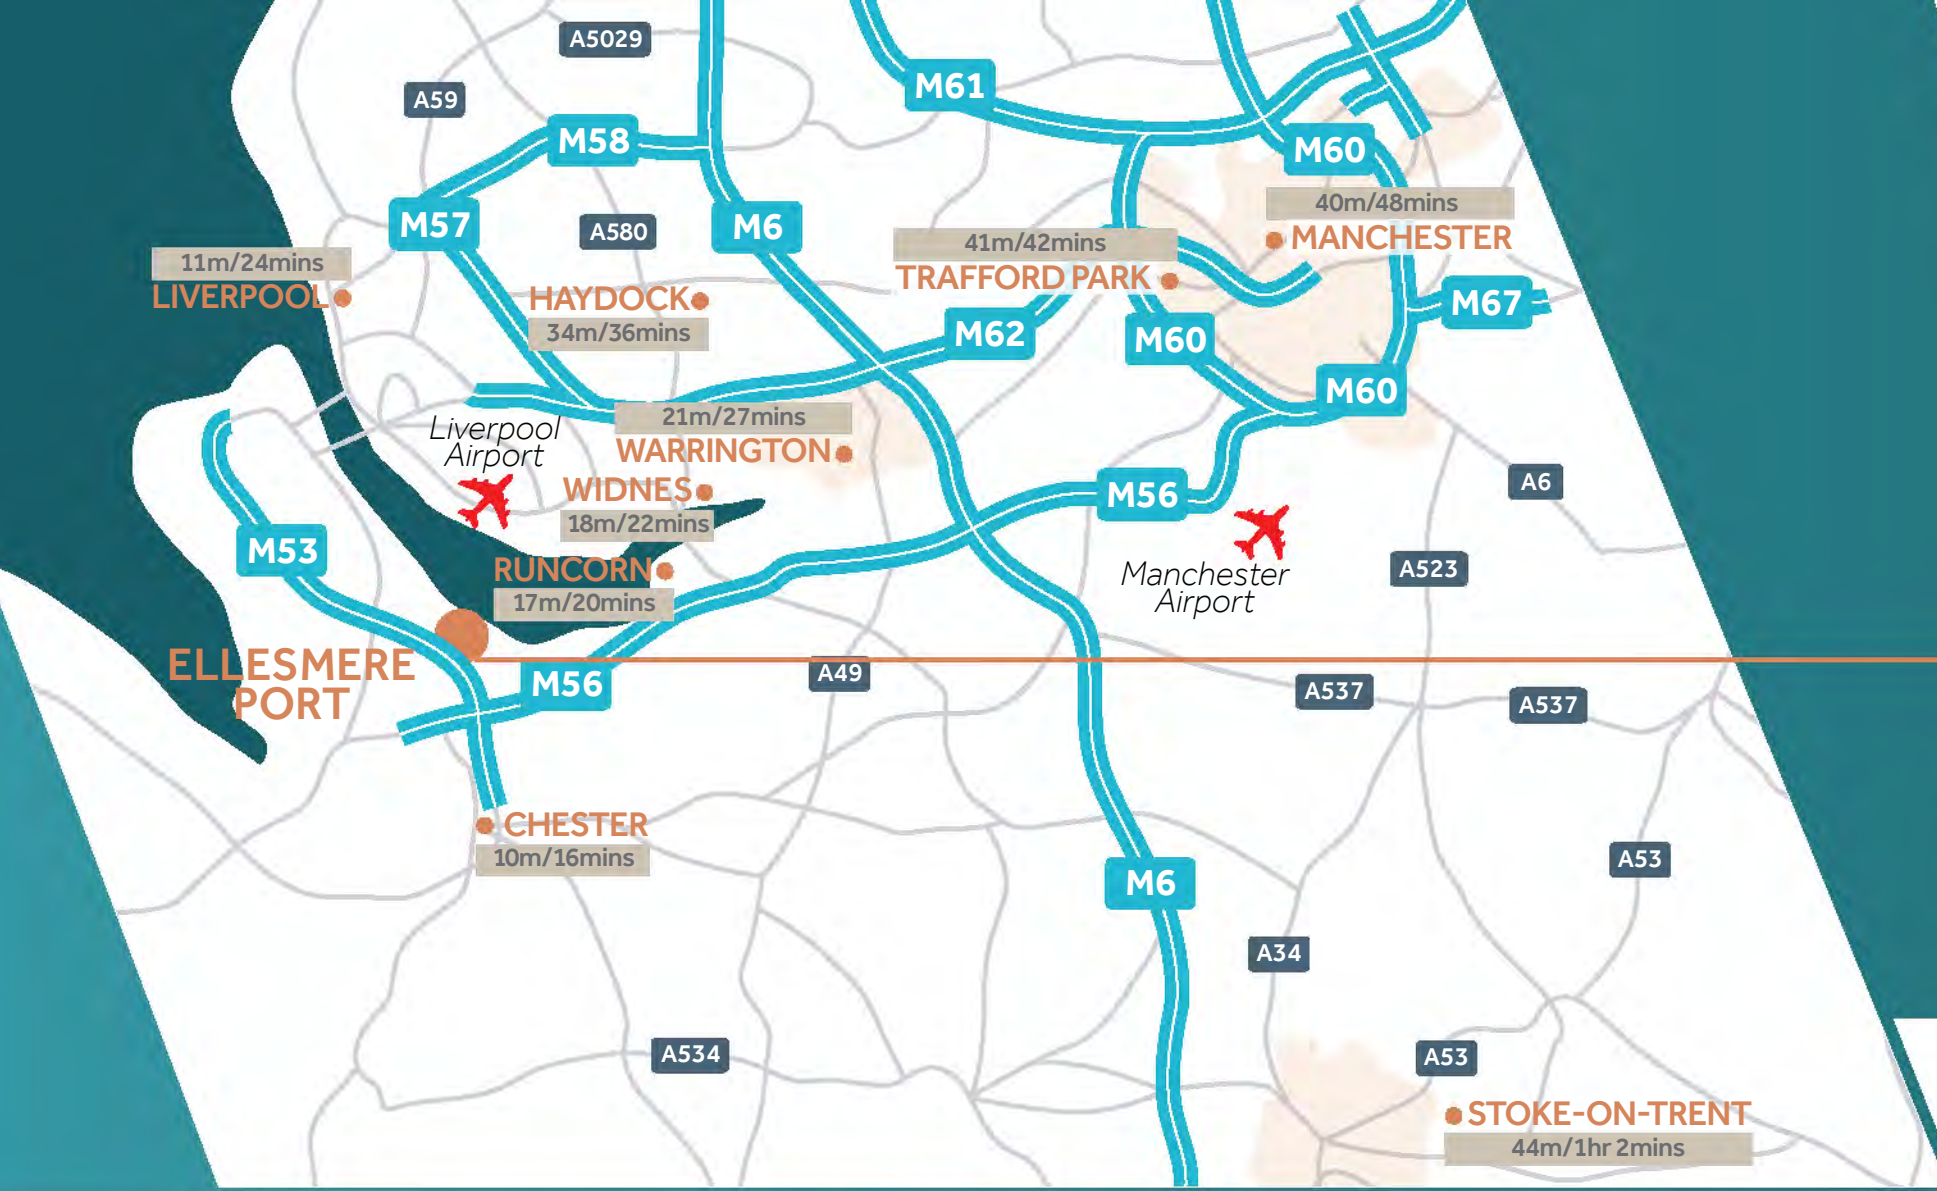 A5029
M61
A59
M58
M60
40m/48mins
MANCHESTER
M57
A580
M6
41m/42mins
TRAFFORD PARK
11m/24mins
LIVERPOOL
HAYDOCK
34m/36mins
M67
M62
M60
M60
21m/27mins
WARRINGTON
Liverpool
Airport
WIDNES
18m/22mins
M56
A6
M53
RUNCORN
17m/20mins
Manchester
Airport
A523
ELLESMERE
PORT
M56
A49
A537
A537
CHESTER
10m/16mins
M6
A53
A34
A534
A53
STOKE-ON-TRENT
44m/1hr 2mins